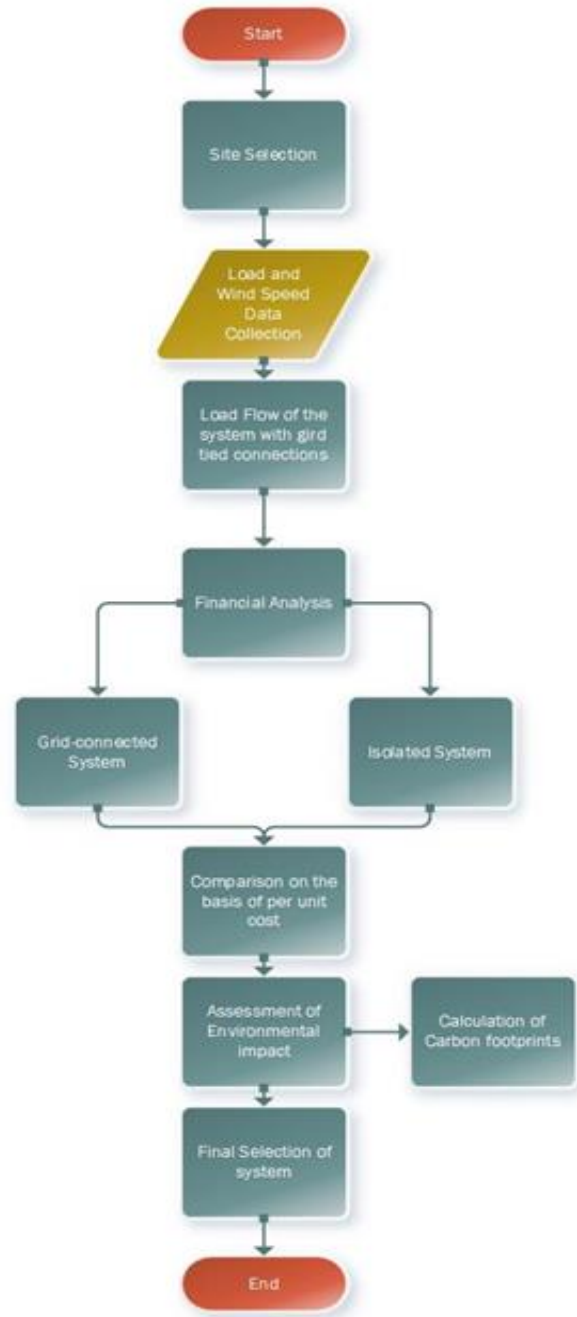 Start
Site Selection
Load and
Wind Speed
Data
Collection
Load Flow of the
system with gird
tied connections
Financial Analysis
Grid-connected
System
Isolated System
Comparison on the
basis of per unit
cost
Assessment of
Environmental
impact
Calculation of
Carbon footprints
Final Selection of
system
End